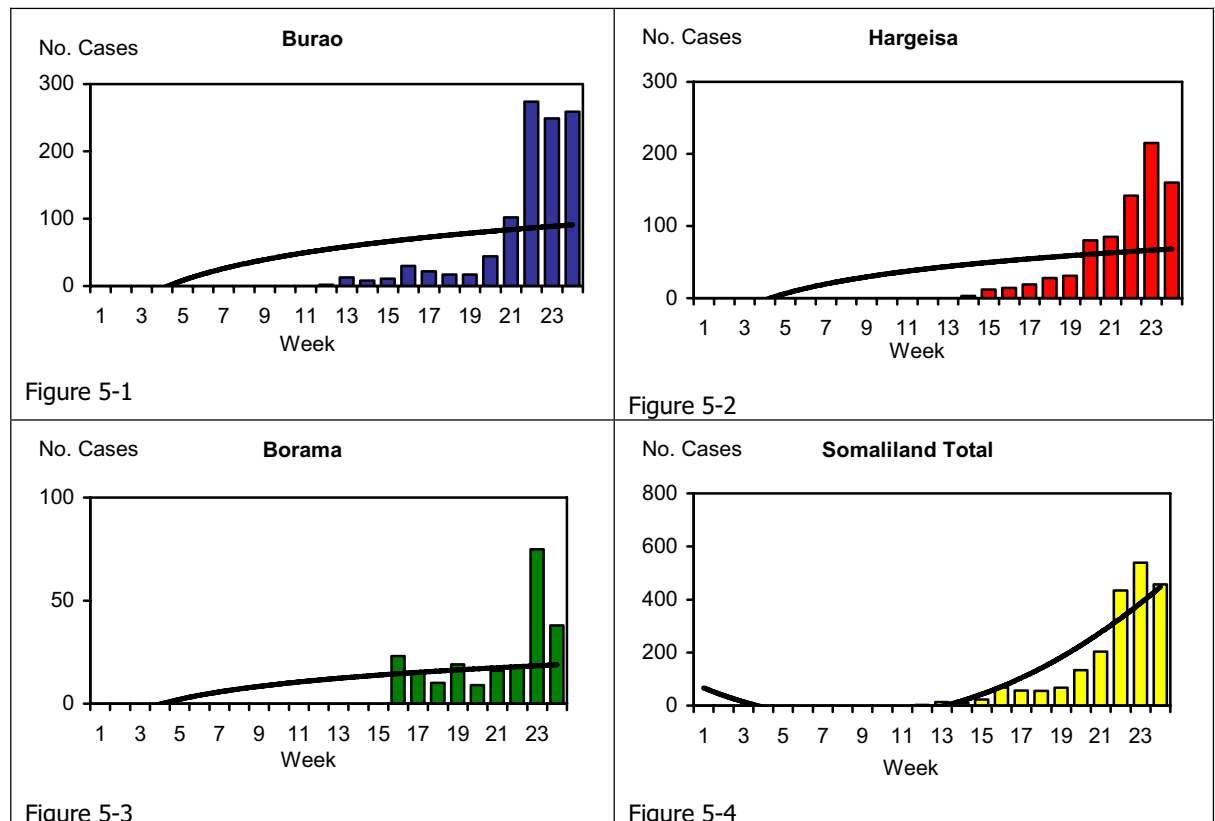 No. Cases
Burao
300
200
100
0
1 3 5 7 9 11 13 15 17 19 21 23
Week
Figure 5-1
No. Cases
Hargeisa
300
200
100
0
1 3 5 7 9 11 13 15 17 19 21 23
Week
Figure 5-2
No. Cases
Borama
100
50
0
1 3 5 7 9 11 13 15 17 19 21 23
Week
Figure 5-3
No. Cases
Somaliland Total
800
600
400
200
0
1 3 5 7 9 11 13 15 17 19 21 23
Week
Figure 5-4